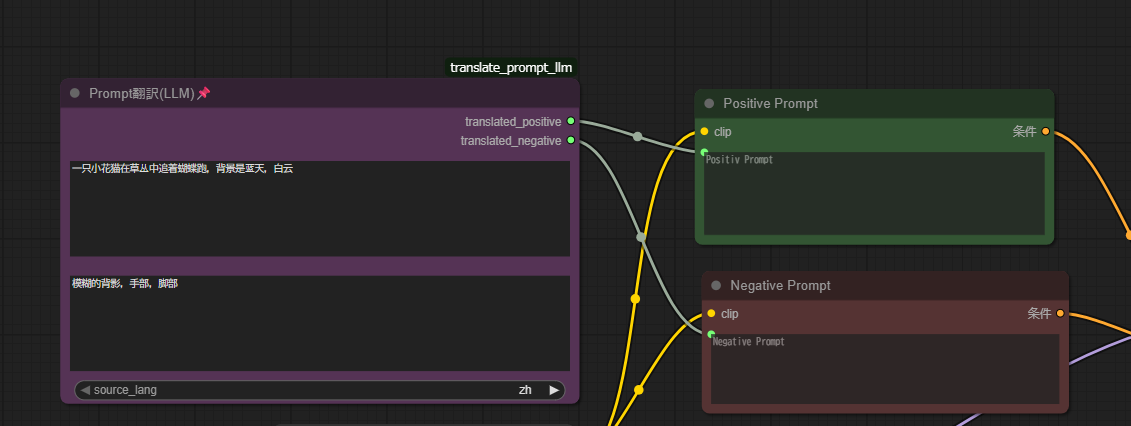 translate_prompt_llm
Prompt翻訳(LLM)📌
translated_positive
translated_negative
一只小花猫在草丛中追着蝴蝶跑，背景是蓝天，白云
模糊的背影，手部，脚部
source_lang
zh
Positive Prompt
clip
条件
Positiv Prompt
Negative Prompt
clip
条件
Negative Prompt